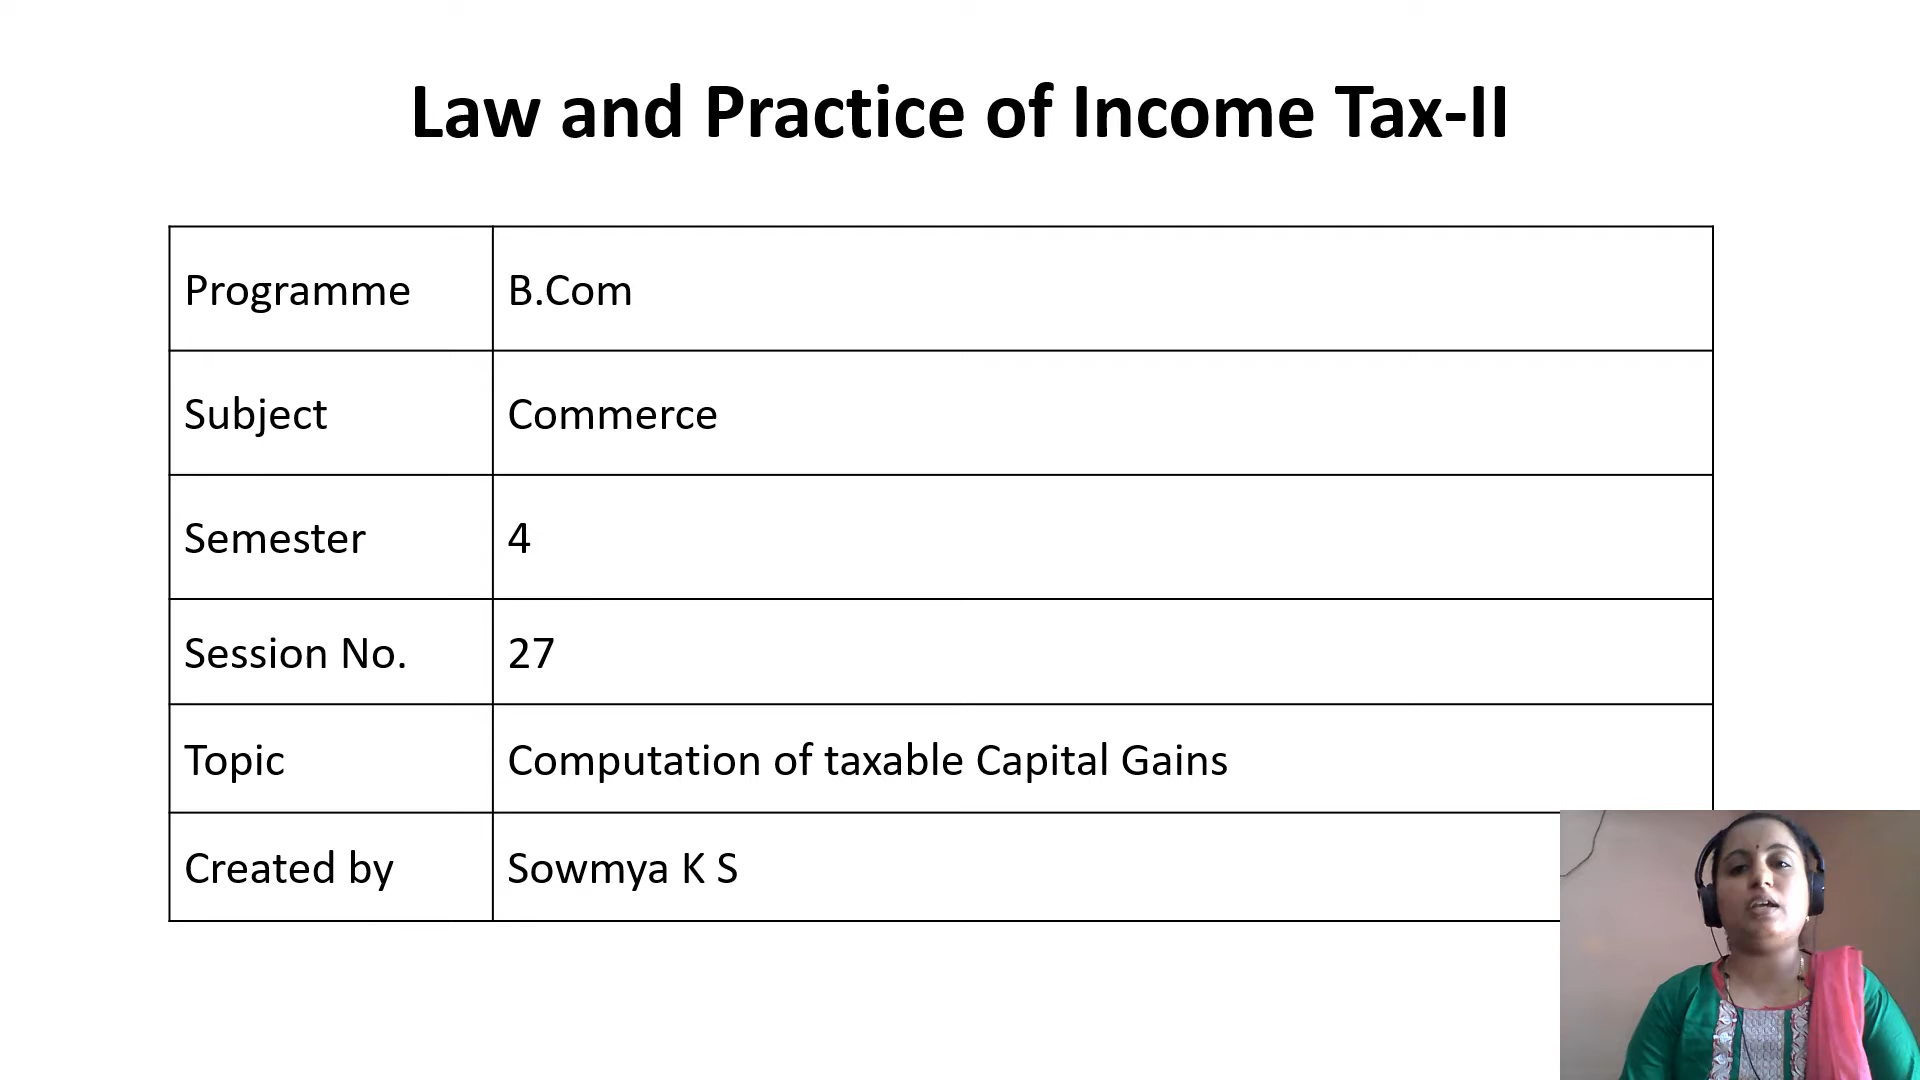 Law and Practice of Income Tax-II
Programme B.Com
Subject Commerce
Semester 4
Session No. 27
Topic Computation of taxable Capital Gains
Created by Sowmya K S